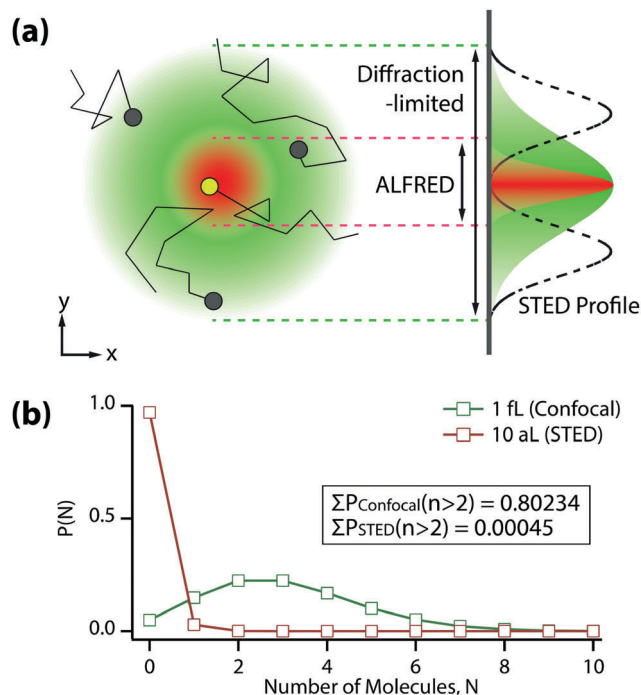 (a)
Diffraction
-limited
ALFRED
STED Profile
y
x
(b)
1.0
0.5
0.0
P(N)
1 fL (Confocal)
10 aL (STED)
ΣPConfocal(n>2) = 0.80234
ΣPSTED(n>2) = 0.00045
0 2 4 6 8 10
Number of Molecules, N